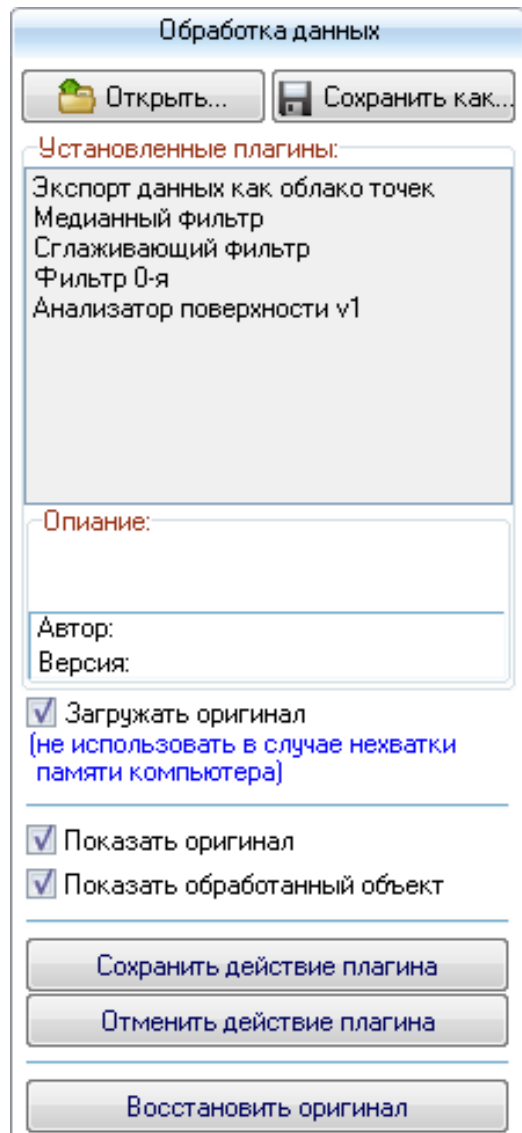 Обработка данных
Открыть... Сохранить как...
Установленные плагины:
Экспорт данных как облако точек
Медианный фильтр
Сглаживающий фильтр
Фильтр 0-я
Анализатор поверхности v1
Опиание:
Автор:
Версия:
Загружать оригинал
(не использовать в случае нехватки
памяти компьютера)
Показать оригинал
Показать обработанный объект
Сохранить действие плагина
Отменить действие плагина
Восстановить оригинал